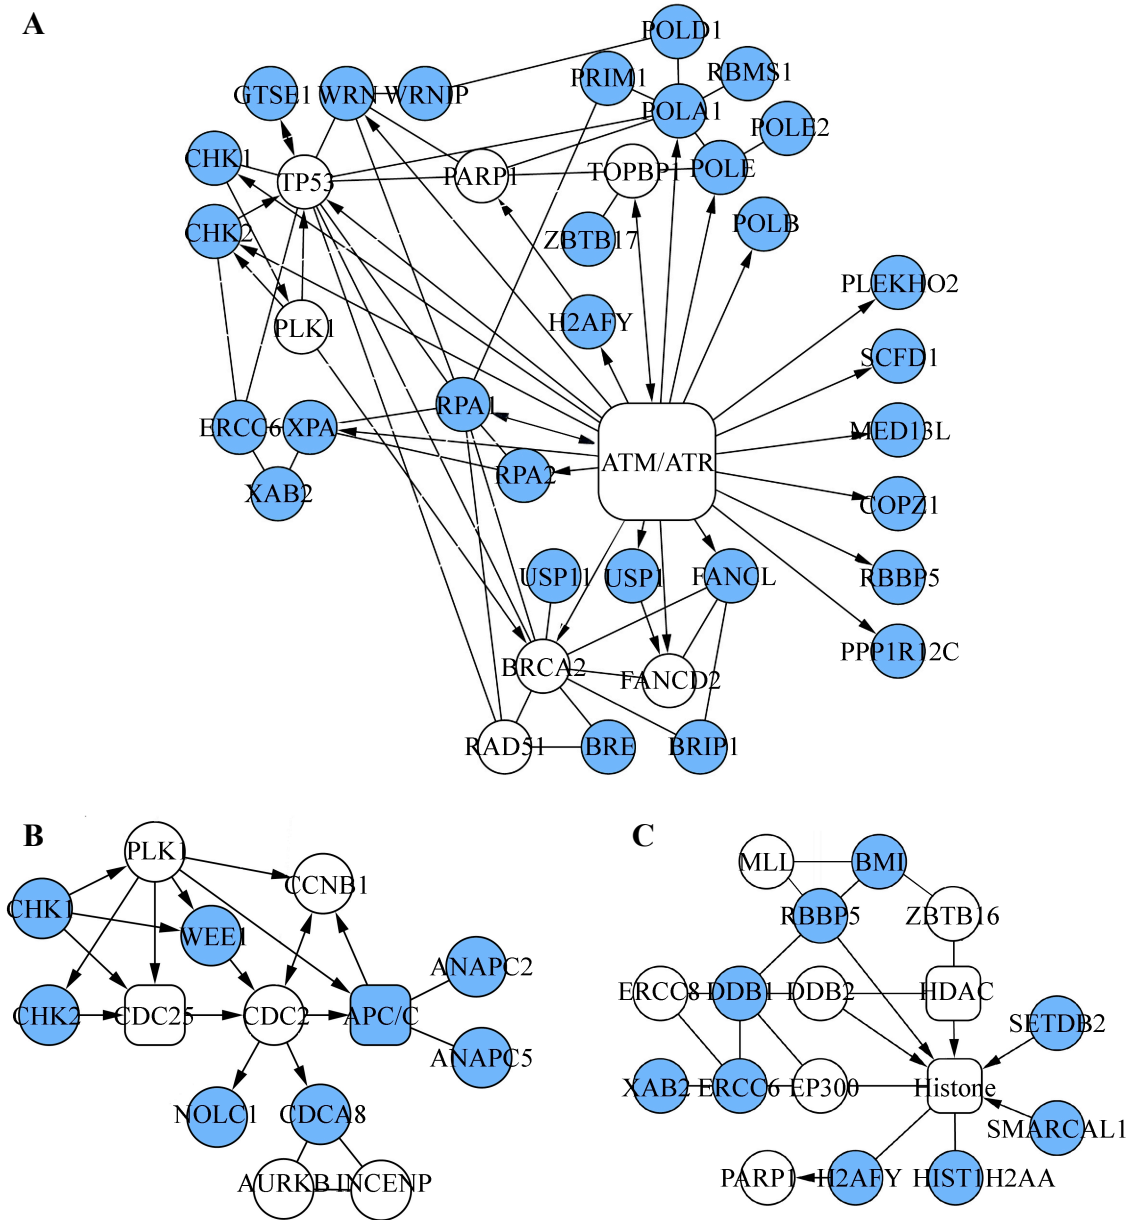 A
POLD1
PRIM1
RBMS1
GTSE1
WRN
WRNIP
POLA1
POLE2
CHK1
TP53
PARP1
TOPBP1
POLE
CHK2
ZBTB17
POLB
PLEKHO2
PLK1
H2AFY
SCFD1
RPA1
ERCC6
XPA
MED13L
ATM/ATR
RPA2
XAB2
COPZ1
USP11
USP1
FANCL
RBBP5
BRCA2
FANCD2
PPP1R12C
RAD51
BRE
BRIP1
B
PLK1
CCNB1
CHK1
WEE1
ANAPC2
CHK2
CDC25
CDC2
APC/C
ANAPC5
NOLC1
CDCA8
AURKB
INCENP
C
MLL
BMI
RBBP5
ZBTB16
ERCC8
DDB1
DDB2
HDAC
SETDB2
XAB2
ERCC6
EP300
Histone
SMARCAL1
PARP1
H2AFY
HIST1H2AA